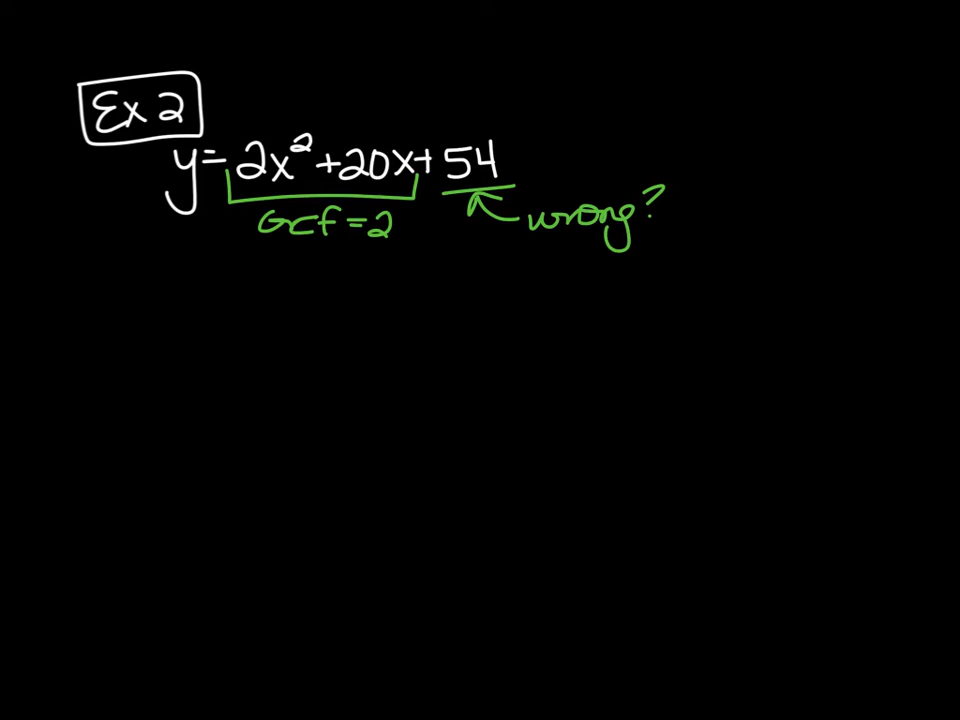 Ex 2
y = 2x² + 20x + 54
GCF = 2
wrong?